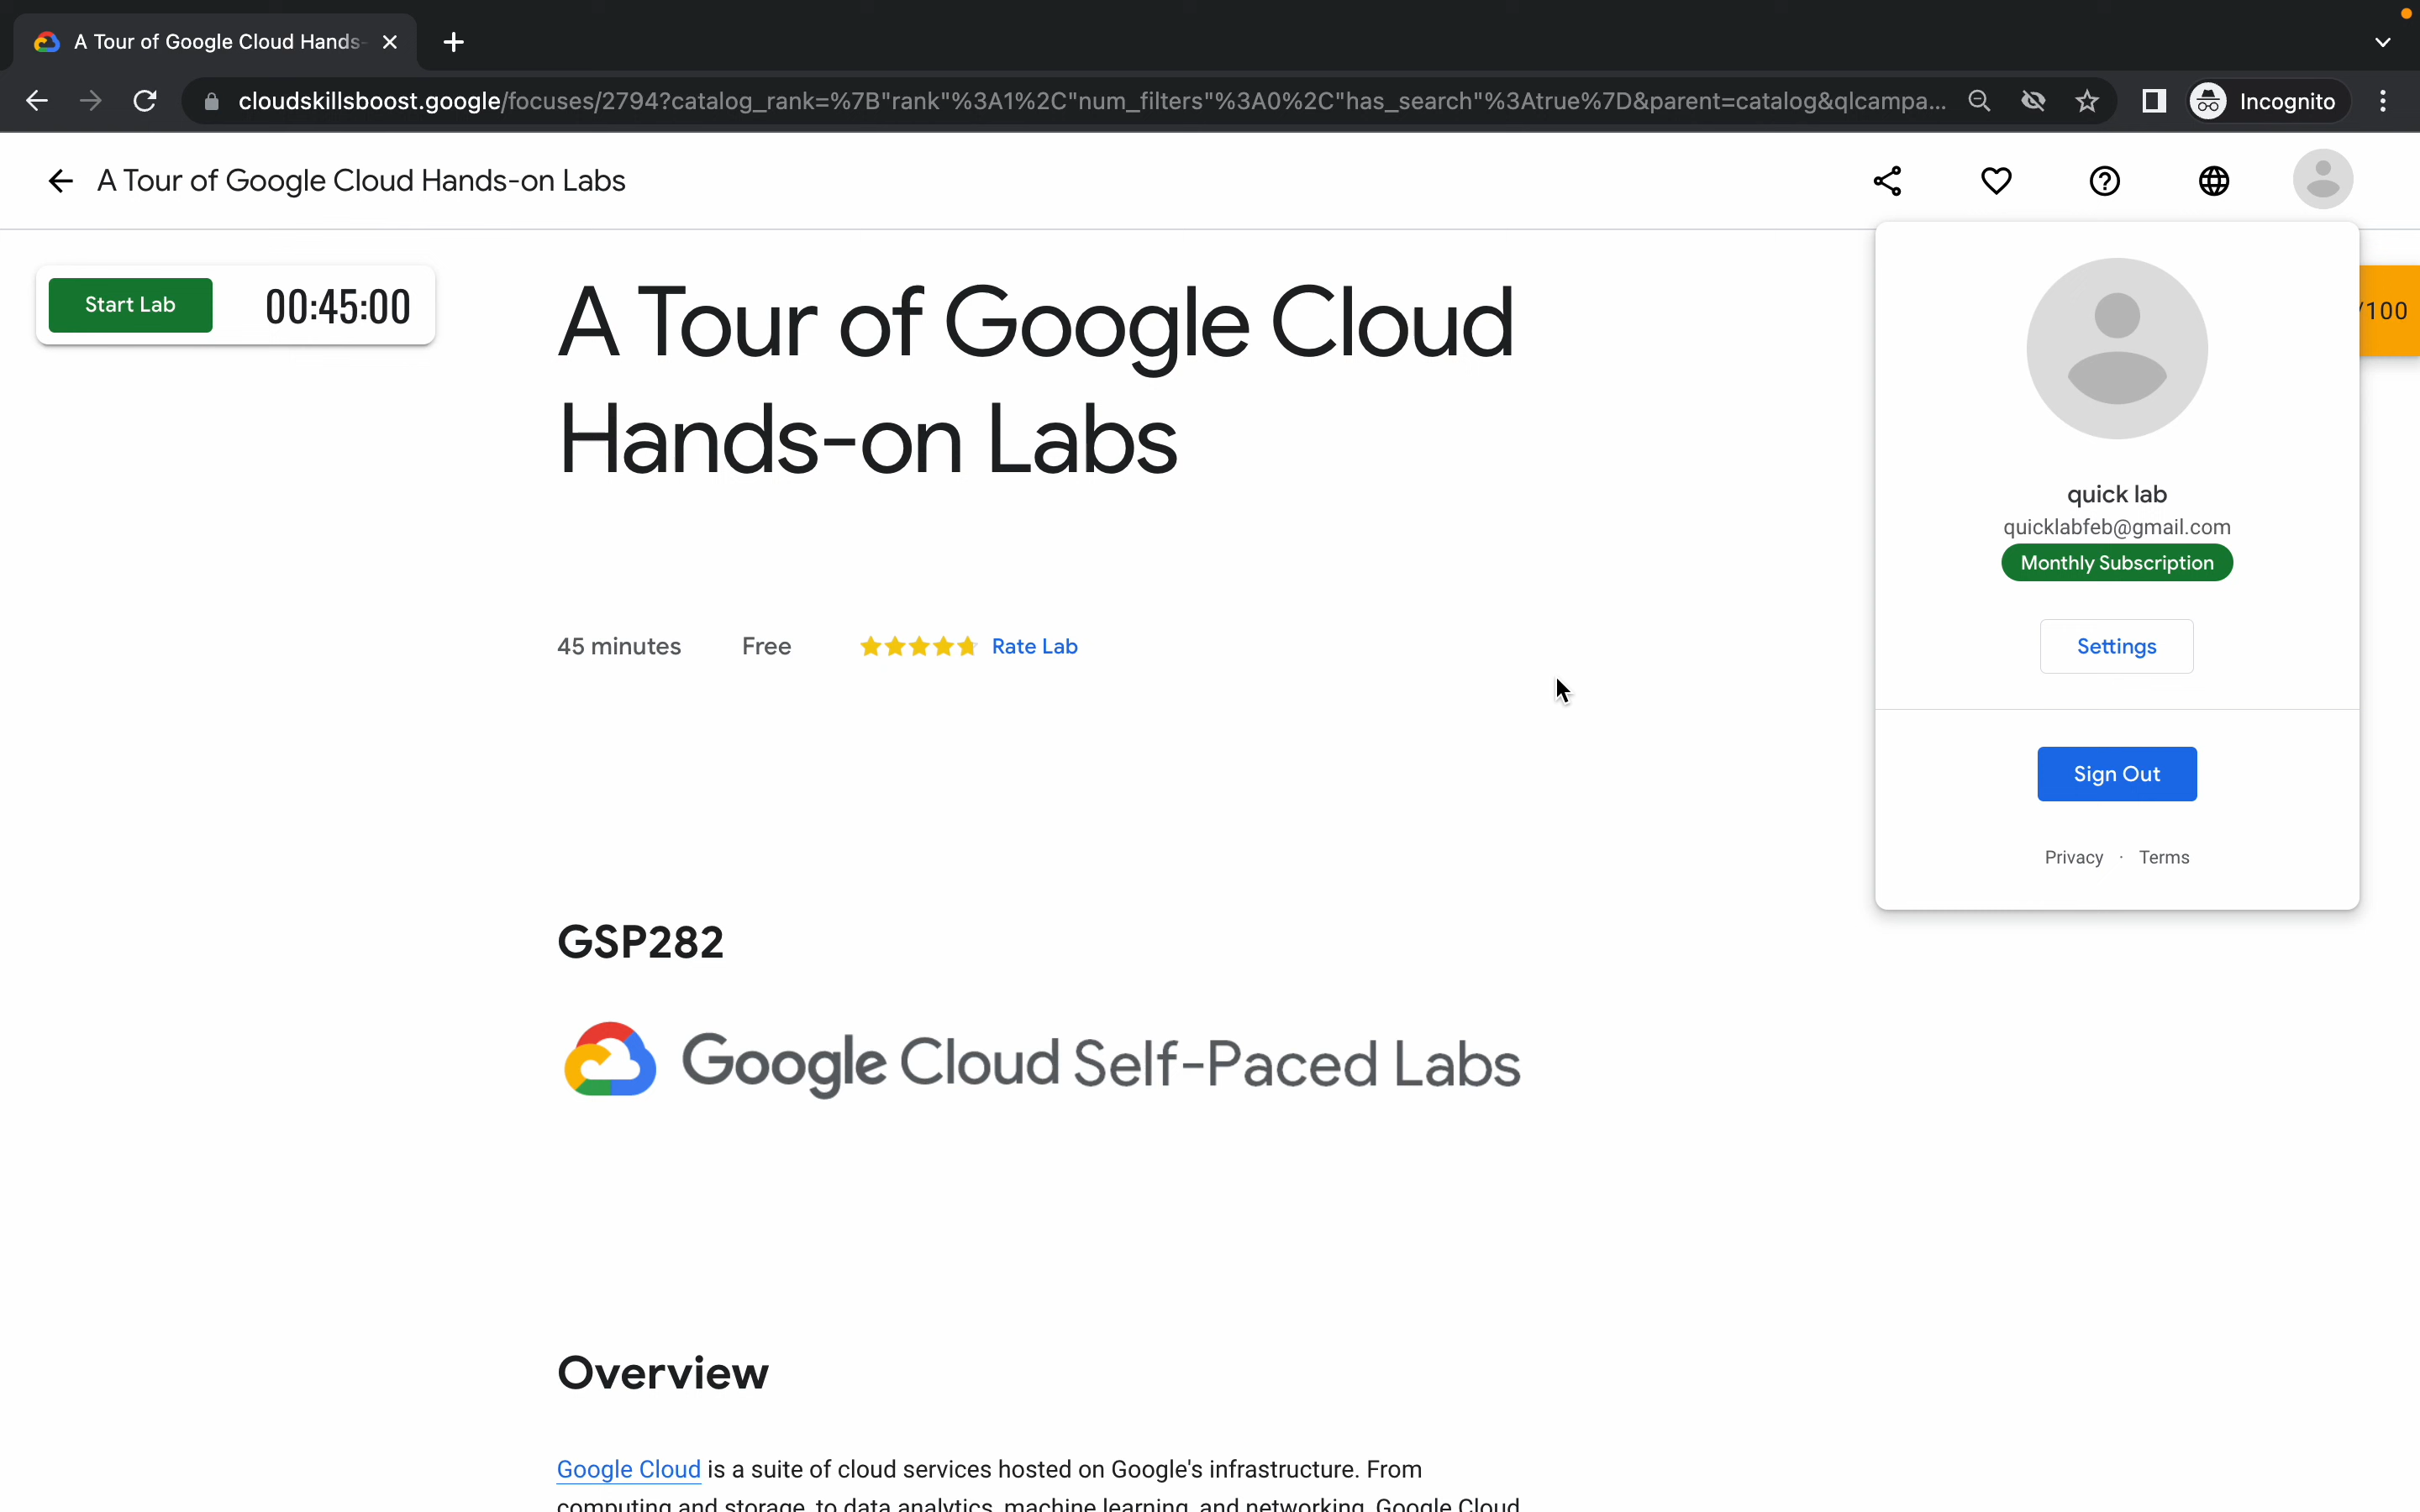 A Tour of Google Cloud Hands-
cloudskillsboost.google/focuses/2794?catalog_rank=%7B"rank"%3A1%2C"num_filters"%3A0%2C"has_search"%3Atrue%7D&parent=catalog&qlcampa...
Incognito
A Tour of Google Cloud Hands-on Labs
Start Lab
00:45:00
A Tour of Google Cloud
Hands-on Labs
/100
quick lab
quicklabfeb@gmail.com
Monthly Subscription
Settings
Sign Out
Privacy · Terms
45 minutes
Free
Rate Lab
GSP282
Google Cloud Self-Paced Labs
Overview
Google Cloud is a suite of cloud services hosted on Google's infrastructure. From
computing and storage, to data analytics, machine learning, and networking, Google Cloud